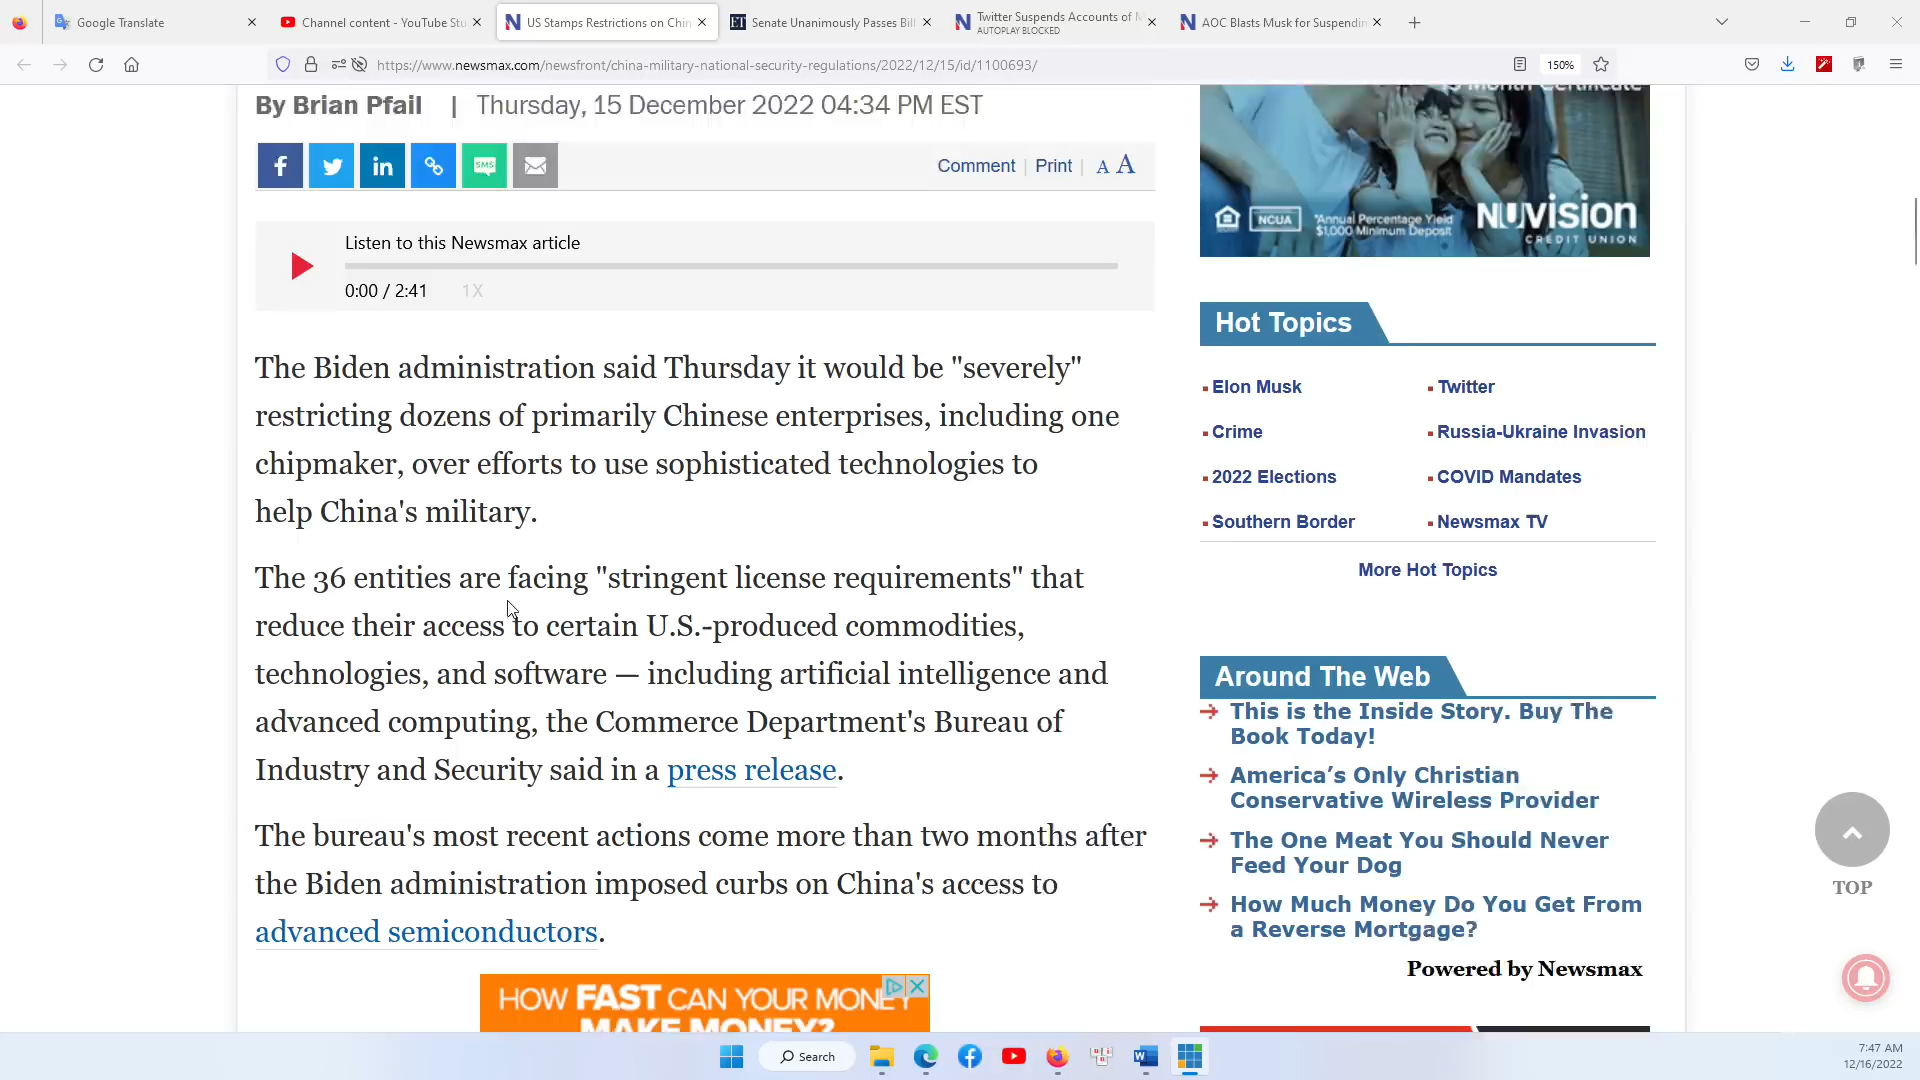 Google Translate
Channel content - YouTube Stu
US Stamps Restrictions on Chin
Senate Unanimously Passes Bill
Twitter Suspends Accounts of M
AUTOPLAY BLOCKED
AOC Blasts Musk for Suspendin
https://www.newsmax.com/newsfront/china-military-national-security-regulations/2022/12/15/id/1100693/
150%
By Brian Pfail | Thursday, 15 December 2022 04:34 PM EST
SMS
Comment | Print | A A
Listen to this Newsmax article
0:00 / 2:41 1X
The Biden administration said Thursday it would be "severely"
restricting dozens of primarily Chinese enterprises, including one
chipmaker, over efforts to use sophisticated technologies to
help China's military.
The 36 entities are facing "stringent license requirements" that
reduce their access to certain U.S.-produced commodities,
technologies, and software — including artificial intelligence and
advanced computing, the Commerce Department's Bureau of
Industry and Security said in a press release.
The bureau's most recent actions come more than two months after
the Biden administration imposed curbs on China's access to
advanced semiconductors.
HOW FAST CAN YOUR MONEY
MAKE MONEY?
Month Certificate
NCUA
*Annual Percentage Yield
$1,000 Minimum Deposit
NUVISION
CREDIT UNION
Hot Topics
Elon Musk
Twitter
Crime
Russia-Ukraine Invasion
2022 Elections
COVID Mandates
Southern Border
Newsmax TV
More Hot Topics
Around The Web
This is the Inside Story. Buy The
Book Today!
America's Only Christian
Conservative Wireless Provider
The One Meat You Should Never
Feed Your Dog
How Much Money Do You Get From
a Reverse Mortgage?
Powered by Newsmax
TOP
Search
7:47 AM
12/16/2022